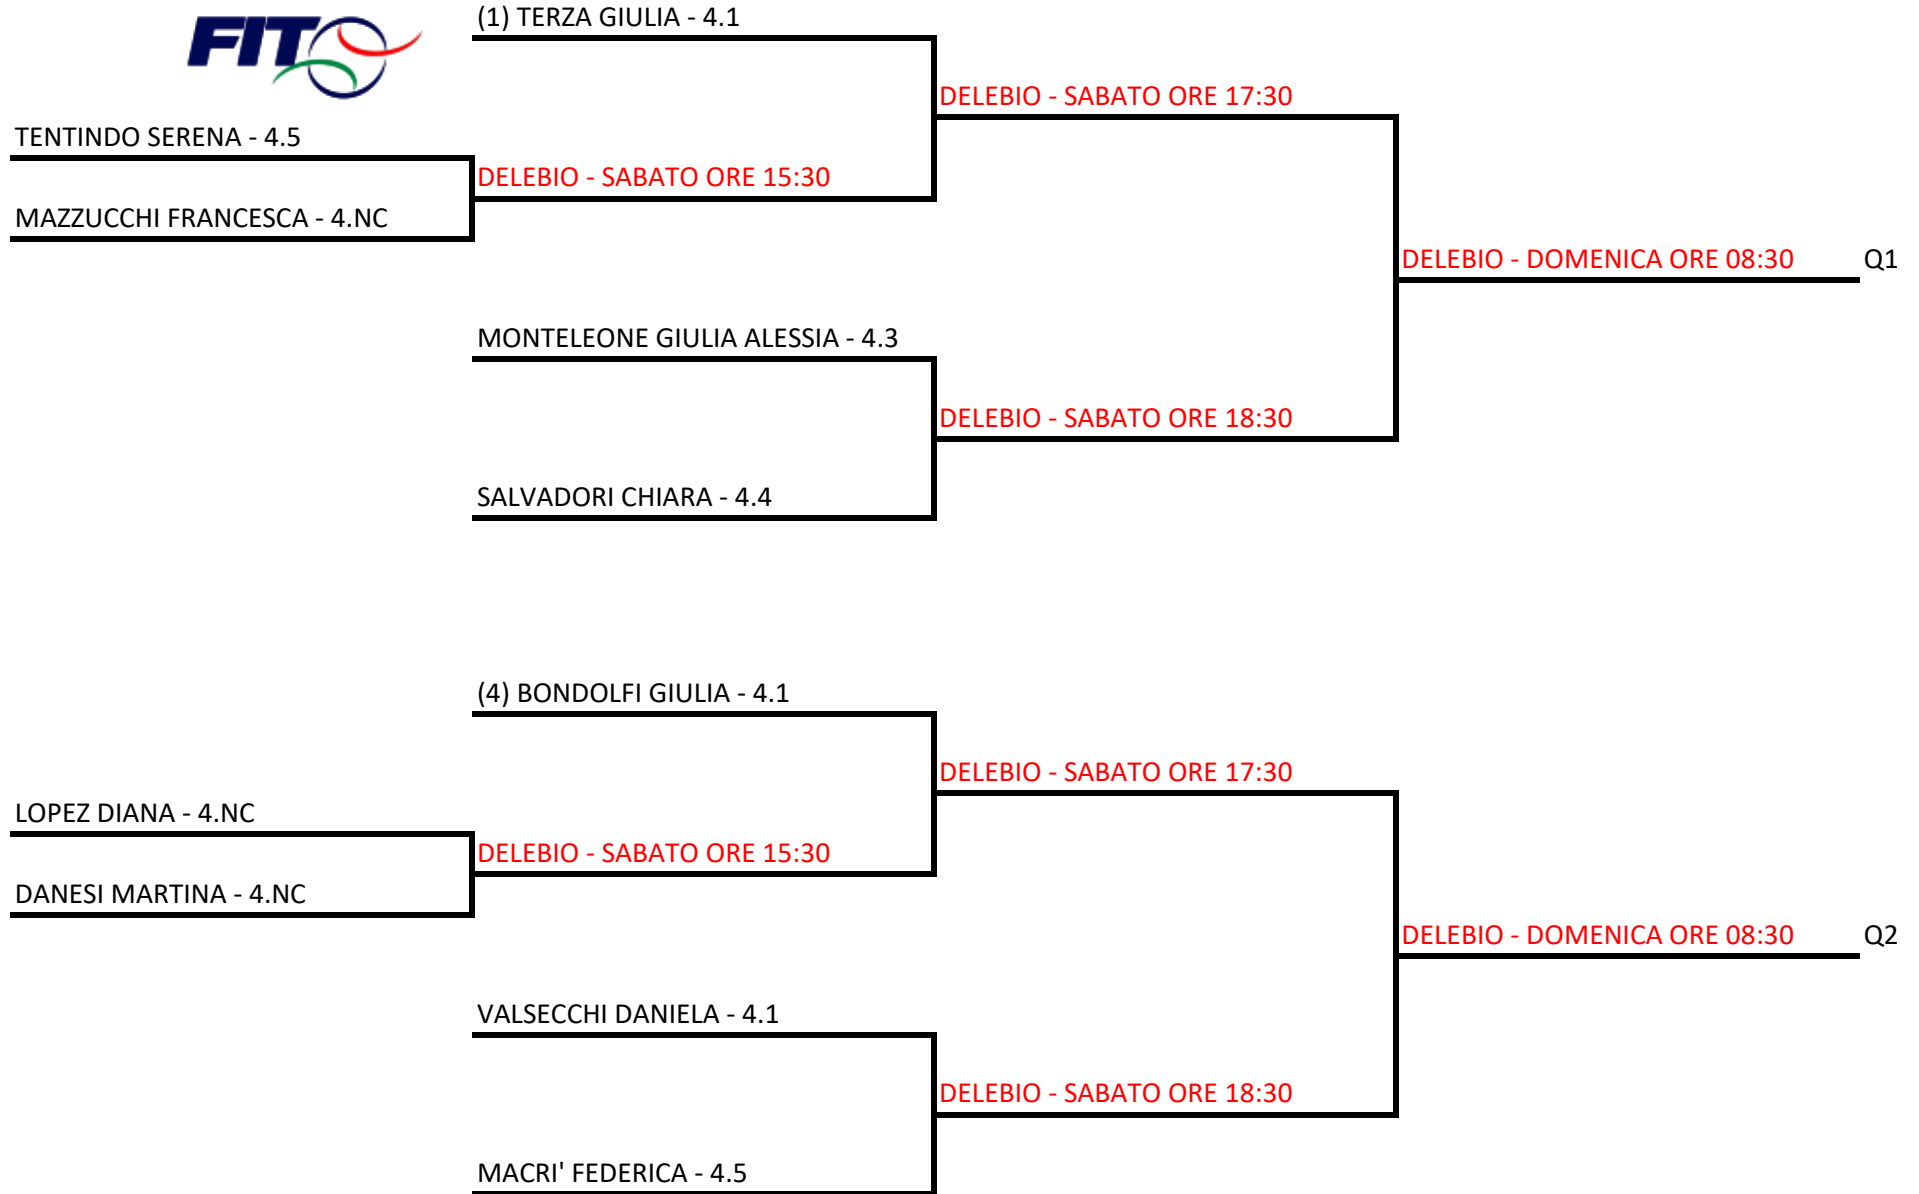 FIT
(1) TERZA GIULIA - 4.1
DELEBIO - SABATO ORE 17:30
TENTINDO SERENA - 4.5
DELEBIO - SABATO ORE 15:30
MAZZUCCHI FRANCESCA - 4.NC
DELEBIO - DOMENICA ORE 08:30 Q1
MONTELEONE GIULIA ALESSIA - 4.3
DELEBIO - SABATO ORE 18:30
SALVADORI CHIARA - 4.4
(4) BONDOLFI GIULIA - 4.1
DELEBIO - SABATO ORE 17:30
LOPEZ DIANA - 4.NC
DELEBIO - SABATO ORE 15:30
DANESI MARTINA - 4.NC
DELEBIO - DOMENICA ORE 08:30 Q2
VALSECCHI DANIELA - 4.1
DELEBIO - SABATO ORE 18:30
MACRI' FEDERICA - 4.5